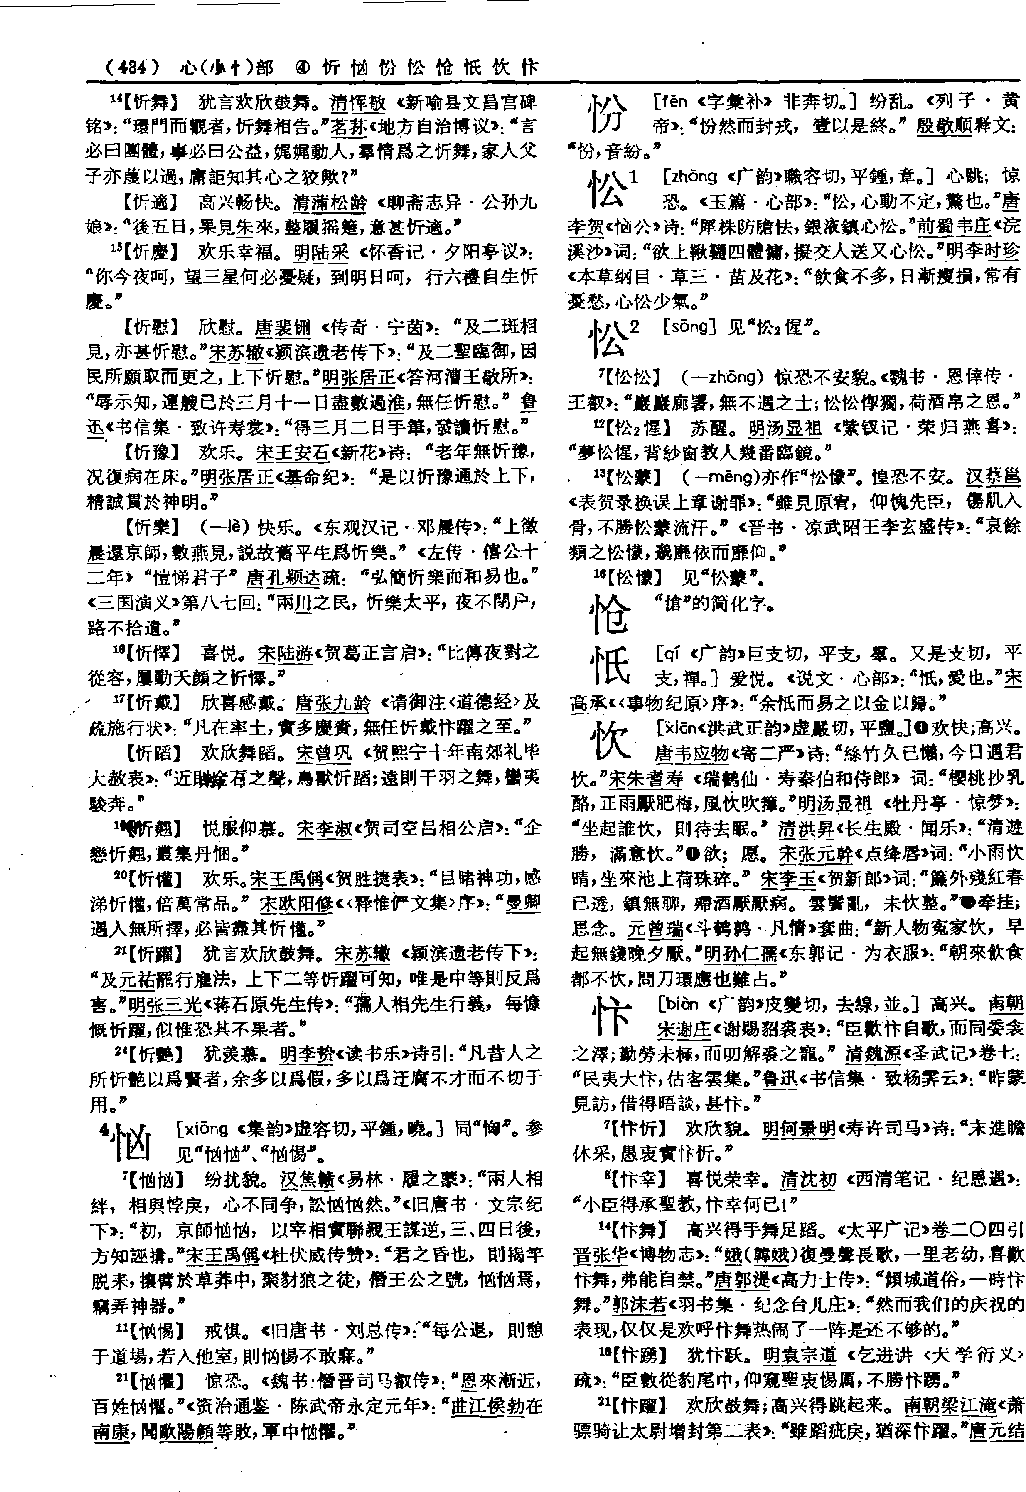 (484) 心(㣺忄)部 ④ 忻 恟 忿 忪 怆 忯 忺 忭
14【忻舞】 犹言欢欣鼓舞。清恽敬《新喻县文昌宫碑
铭》:“環門而觀者,忻舞相告。”茗荪《地方自治博议》:“言
必曰團體,事必曰公益,娓娓動人,羣情爲之忻舞,家人父
子亦蔑以過,庸詎知其心之狡歟?”
【忻適】 高兴畅快。清蒲松龄《聊斋志异·公孙九
娘》:“後五日,果見朱來,整履搖箑,意甚忻適。”
15【忻慶】 欢乐幸福。明陆采《怀香记·夕阳亭议》:
“你今夜呵,望三星何必憂疑,到明日呵,行六禮自生忻
慶。”
【忻慰】 欣慰。唐裴铏《传奇·宁茵》:“及二斑相
見,亦甚忻慰。”宋苏辙《颍滨遗老传下》:“及二聖臨御,因
民所願取而更之,上下忻慰。”明张居正《答河漕王敬所》:
“辱示知,運艘已於三月十一日盡數過淮,無任忻慰。”鲁
迅《书信集·致许寿裳》:“得三月二日手筆,發讀忻慰。”
【忻豫】 欢乐。宋王安石《新花》诗:“老年無忻豫,
况復病在床。”明张居正《基命纪》:“是以忻豫通於上下,
精誠貫於神明。”
【忻樂】 (—lè) 快乐。《东观汉记·邓晨传》:“上徵
晨還京師,數燕見,説故舊平生爲忻樂。”《左传·僖公十
二年》“愷悌君子”唐孔颖达疏:“弘簡忻樂而和易也。”
《三国演义》第八七回:“兩川之民,忻樂太平,夜不閉户,
路不拾遺。”
16【忻懌】 喜悦。宋陆游《贺葛正言启》:“比傳夜對之
從容,屢動天顔之忻懌。”
17【忻戴】 欣喜感戴。唐张九龄《请御注〈道德经〉及
疏施行状》:“凡在率土,實多慶賚,無任忻戴忭躍之至。”
【忻蹈】 欢欣舞蹈。宋曾巩《贺熙宁十年南郊礼毕
大赦表》:“近則金石之聲,鳥獸忻蹈;遠則干羽之舞,蠻夷
駿奔。”
【忻翹】 悦服仰慕。宋李淑《贺司空吕相公启》:“企
戀忻翹,叢集丹悃。”
20【忻懽】 欢乐。宋王禹偁《贺胜捷表》:“目睹神功,感
涕忻懽,倍萬常品。”宋欧阳修《〈释惟俨文集〉序》:“曼卿
遇人無所擇,必皆盡其忻懽。”
21【忻躍】 犹言欢欣鼓舞。宋苏辙《颍滨遗老传下》:
“及元祐罷行雇法,上下二等忻躍可知,唯是中等則反爲
害。”明张三光《蒋石原先生传》:“孺人相先生行義,每慷
慨忻躍,似惟恐其不果者。”
24【忻艷】 犹羡慕。明李贽《读书乐》诗引:“凡昔人之
所忻艷以爲賢者,余多以爲假,多以爲迂腐不才而不切于
用。”
4恟 [xiōng 《集韵》虚容切,平鍾,曉。] 同“恟”。参
见“恟恟”、“恟惕”。
7【恟恟】 纷扰貌。汉焦赣《易林·履之蒙》:“兩人相
絆,相與悖戾,心不同争,訟恟恟然。”《旧唐书·文宗纪
下》:“初,京師恟恟,以宰相實聯親王謀逆,三、四日後,
方知誣搆。”宋王禹偁《杜伏威传赞》:“君之昏也,則揭竿
脱耒,攘臂於草莽中,聚豺狼之徒,僭王公之號,恟恟焉,
竊弄神器。”
11【恟惕】 戒惧。《旧唐书·刘总传》:“每公退,則憩
于道場,若入他室,則恟惕不敢寐。”
21【恟懼】 惊恐。《魏书·僭晋司马叡传》:“恩來漸近,
百姓恟懼。”《资治通鉴·陈武帝永定元年》:“曲江侯勃在
南康,聞歐陽頠等敗,軍中恟懼。”
忿 [fēn 《字彙补》非奔切。] 纷乱。《列子·黄
帝》:“忿然而封戎,壹以是終。”殷敬顺释文:
“忿,音紛。”
忪1 [zhōng 《广韵》職容切,平鍾,章。] 心跳;惊
恐。《玉篇·心部》:“忪,心動不定,驚也。”唐
李贺《恼公》诗:“犀株防膽怯,銀液鎮心忪。”前蜀韦庄《浣
溪沙》词:“欲上鞦韆四體慵,擬交人送又心忪。”明李时珍
《本草纲目·草三·苗及花》:“飲食不多,日漸瘦損,常有
憂愁,心忪少氣。”
忪2 [sōng] 见“忪2惺”。
7【忪忪】 (—zhōng) 惊恐不安貌。《魏书·恩倖传·
王叡》:“巖巖廊署,無不遇之士;忪忪惸獨,荷酒帛之恩。”
12【忪2惺】 苏醒。明汤显祖《紫钗记·荣归燕喜》:
“夢忪惺,背紗窗教人幾番臨鏡。”
13【忪蒙】 (—mēng)亦作“忪懞”。惶恐不安。汉蔡邕
《表贺录换误上章谢罪》:“雖見原宥,仰愧先臣,傷肌入
骨,不勝忪蒙流汗。”《晋书·凉武昭王李玄盛传》:“哀餘
類之忪懞,邈靡依而靡仰。”
16【忪懞】 见“忪蒙”。
怆 “愴”的简化字。
忯 [qí 《广韵》巨支切,平支,羣。又是支切,平
支,禪。] 爱悦。《说文·心部》:“忯,愛也。”宋
高承《〈事物纪原〉序》:“余忯而易之以金以歸。”
忺 [xiān《洪武正韵》虚嚴切,平鹽。]❶欢快;高兴。
唐韦应物《寄二严》诗:“絲竹久已懶,今日遇君
忺。”宋朱耆寿《瑞鹤仙·寿秦伯和侍郎》词:“櫻桃抄乳
酪,正雨厭肥梅,風忺吹籜。”明汤显祖《牡丹亭·惊梦》:
“坐起誰忺,則待去眠。”清洪昇《长生殿·闻乐》:“清遊
勝,滿意忺。”❷欲;愿。宋张元幹《点绛唇》词:“小雨忺
晴,坐來池上荷珠碎。”宋李玉《贺新郎》词:“簾外殘紅春
已透,鎮無聊,殢酒厭厭病。雲鬢亂,未忺整。”❸牵挂;
思念。元曾瑞《斗鹌鹑·凡情》套曲:“新人物冤家忺,早
起無錢晚夕厭。”明孙仁孺《东郭记·为衣服》:“朝來飲食
都不忺,問刀環應也難占。”
忭 [biàn 《广韵》皮變切,去線,並。] 高兴。南朝
宋谢庄《谢赐貂裘表》:“臣歡忭自歌,而同委衾
之澤;勤勞未極,而叨解裘之寵。”清魏源《圣武记》卷七:
“民夷大忭,估客雲集。”鲁迅《书信集·致杨霁云》:“昨蒙
見訪,借得晤談,甚忭。”
7【忭忻】 欢欣貌。明何景明《寿许司马》诗:“末進瞻
休采,愚衷實忭忻。”
8【忭幸】 喜悦荣幸。清沈初《西清笔记·纪恩遇》:
“小臣得承聖教,忭幸何已!”
14【忭舞】 高兴得手舞足蹈。《太平广记》卷二〇四引
晋张华《博物志》:“娥(韓娥)復曼聲長歌,一里老幼,喜歡
忭舞,弗能自禁。”唐郭湜《高力士传》:“傾城道俗,一時忭
舞。”郭沫若《羽书集·纪念台儿庄》:“然而我们的庆祝的
表现,仅仅是欢呼忭舞热闹了一阵是还不够的。”
18【忭踴】 犹忭跃。明袁宗道《乞进讲〈大学衍义〉
疏》:“臣數從豹尾中,仰窺聖衷惕厲,不勝忭踴。”
21【忭躍】 欢欣鼓舞;高兴得跳起来。南朝梁江淹《萧
骠骑让太尉增封第二表》:“雖蹈疵戾,猶深忭躍。”唐元结